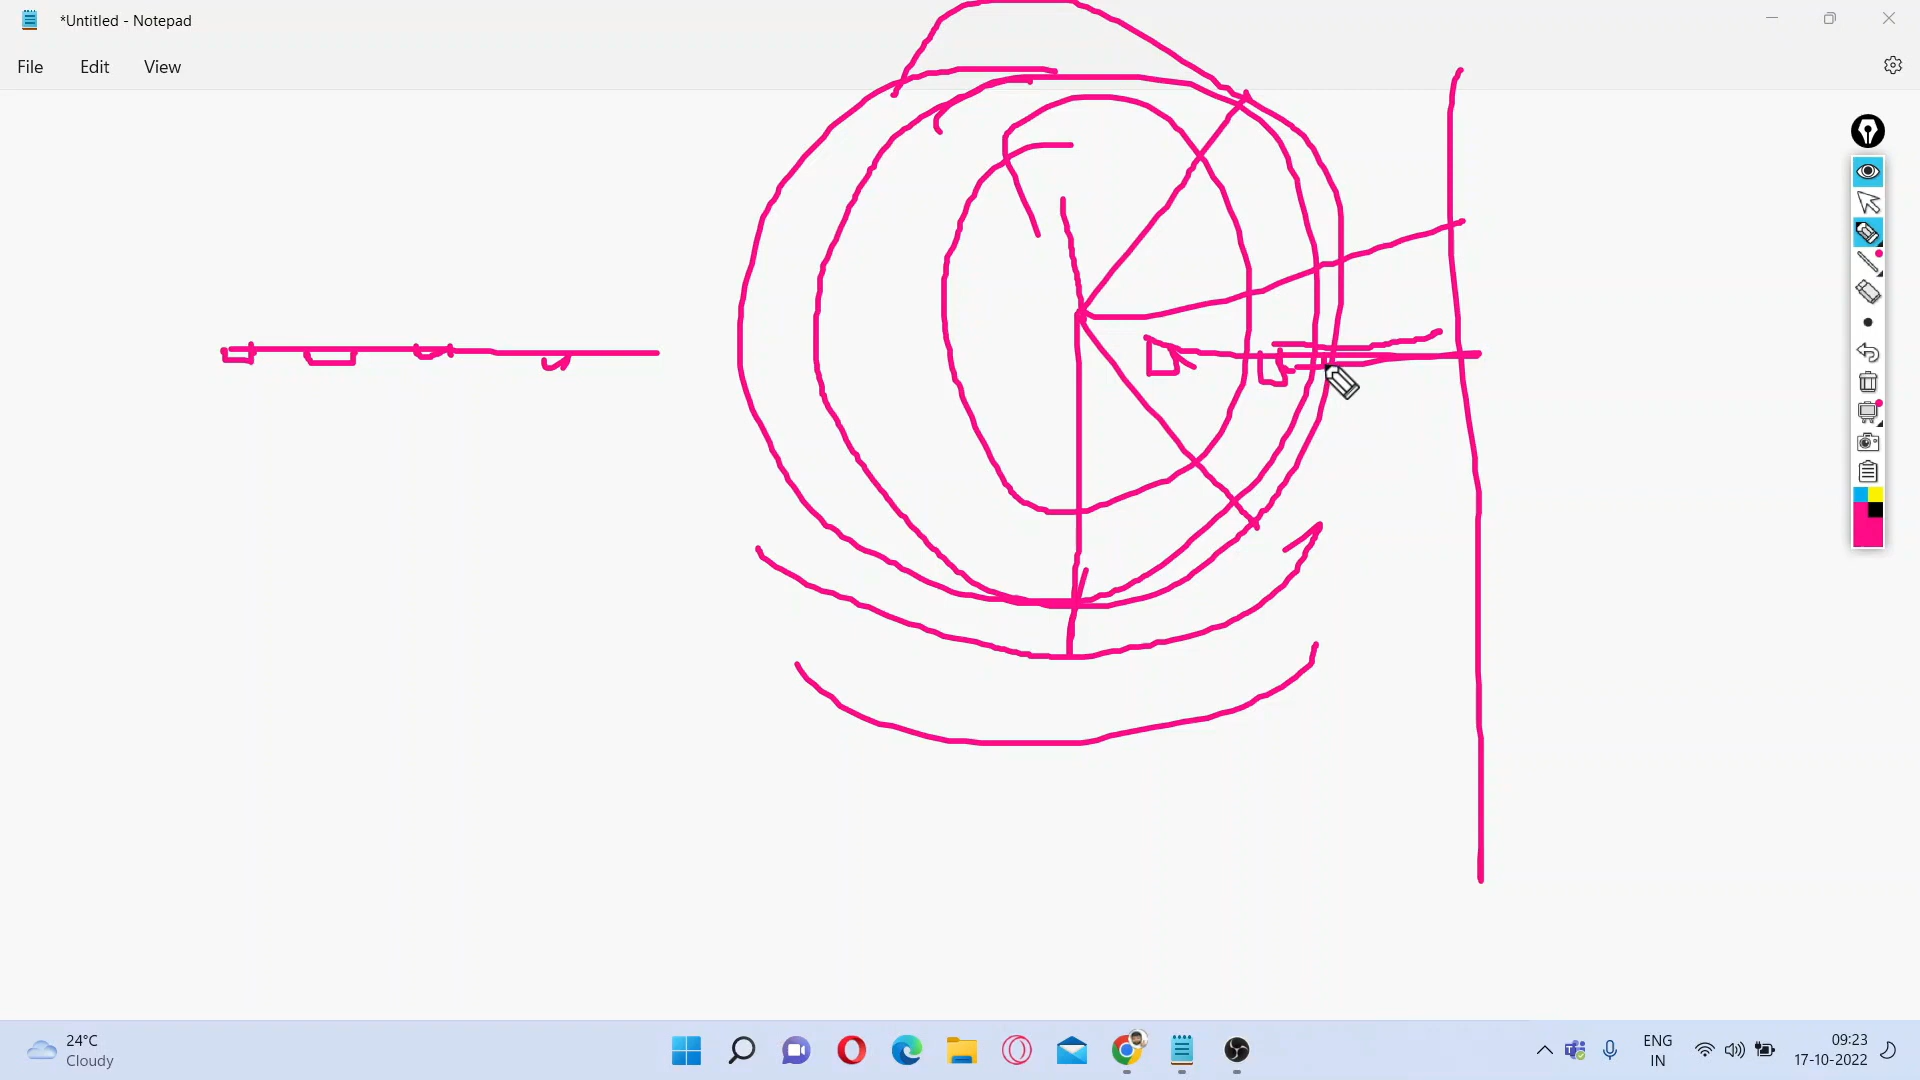 *Untitled - Notepad
File Edit View
24°C
Cloudy
ENG
IN
09:23
17-10-2022